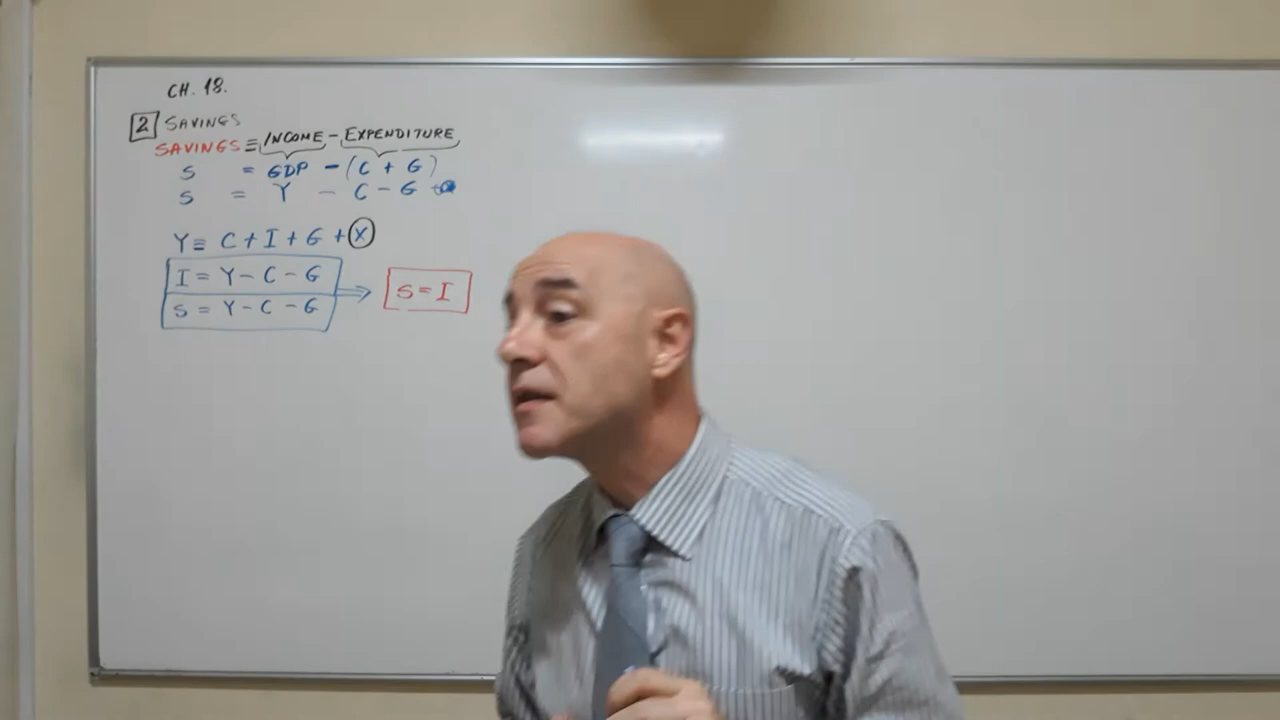 CH. 18.
2 SAVINGS
SAVINGS ≡ INCOME - EXPENDITURE
S = GDP - (C + G)
S = Y - C - G
Y ≡ C + I + G + X
I = Y - C - G
S = Y - C - G ⇒ S = I